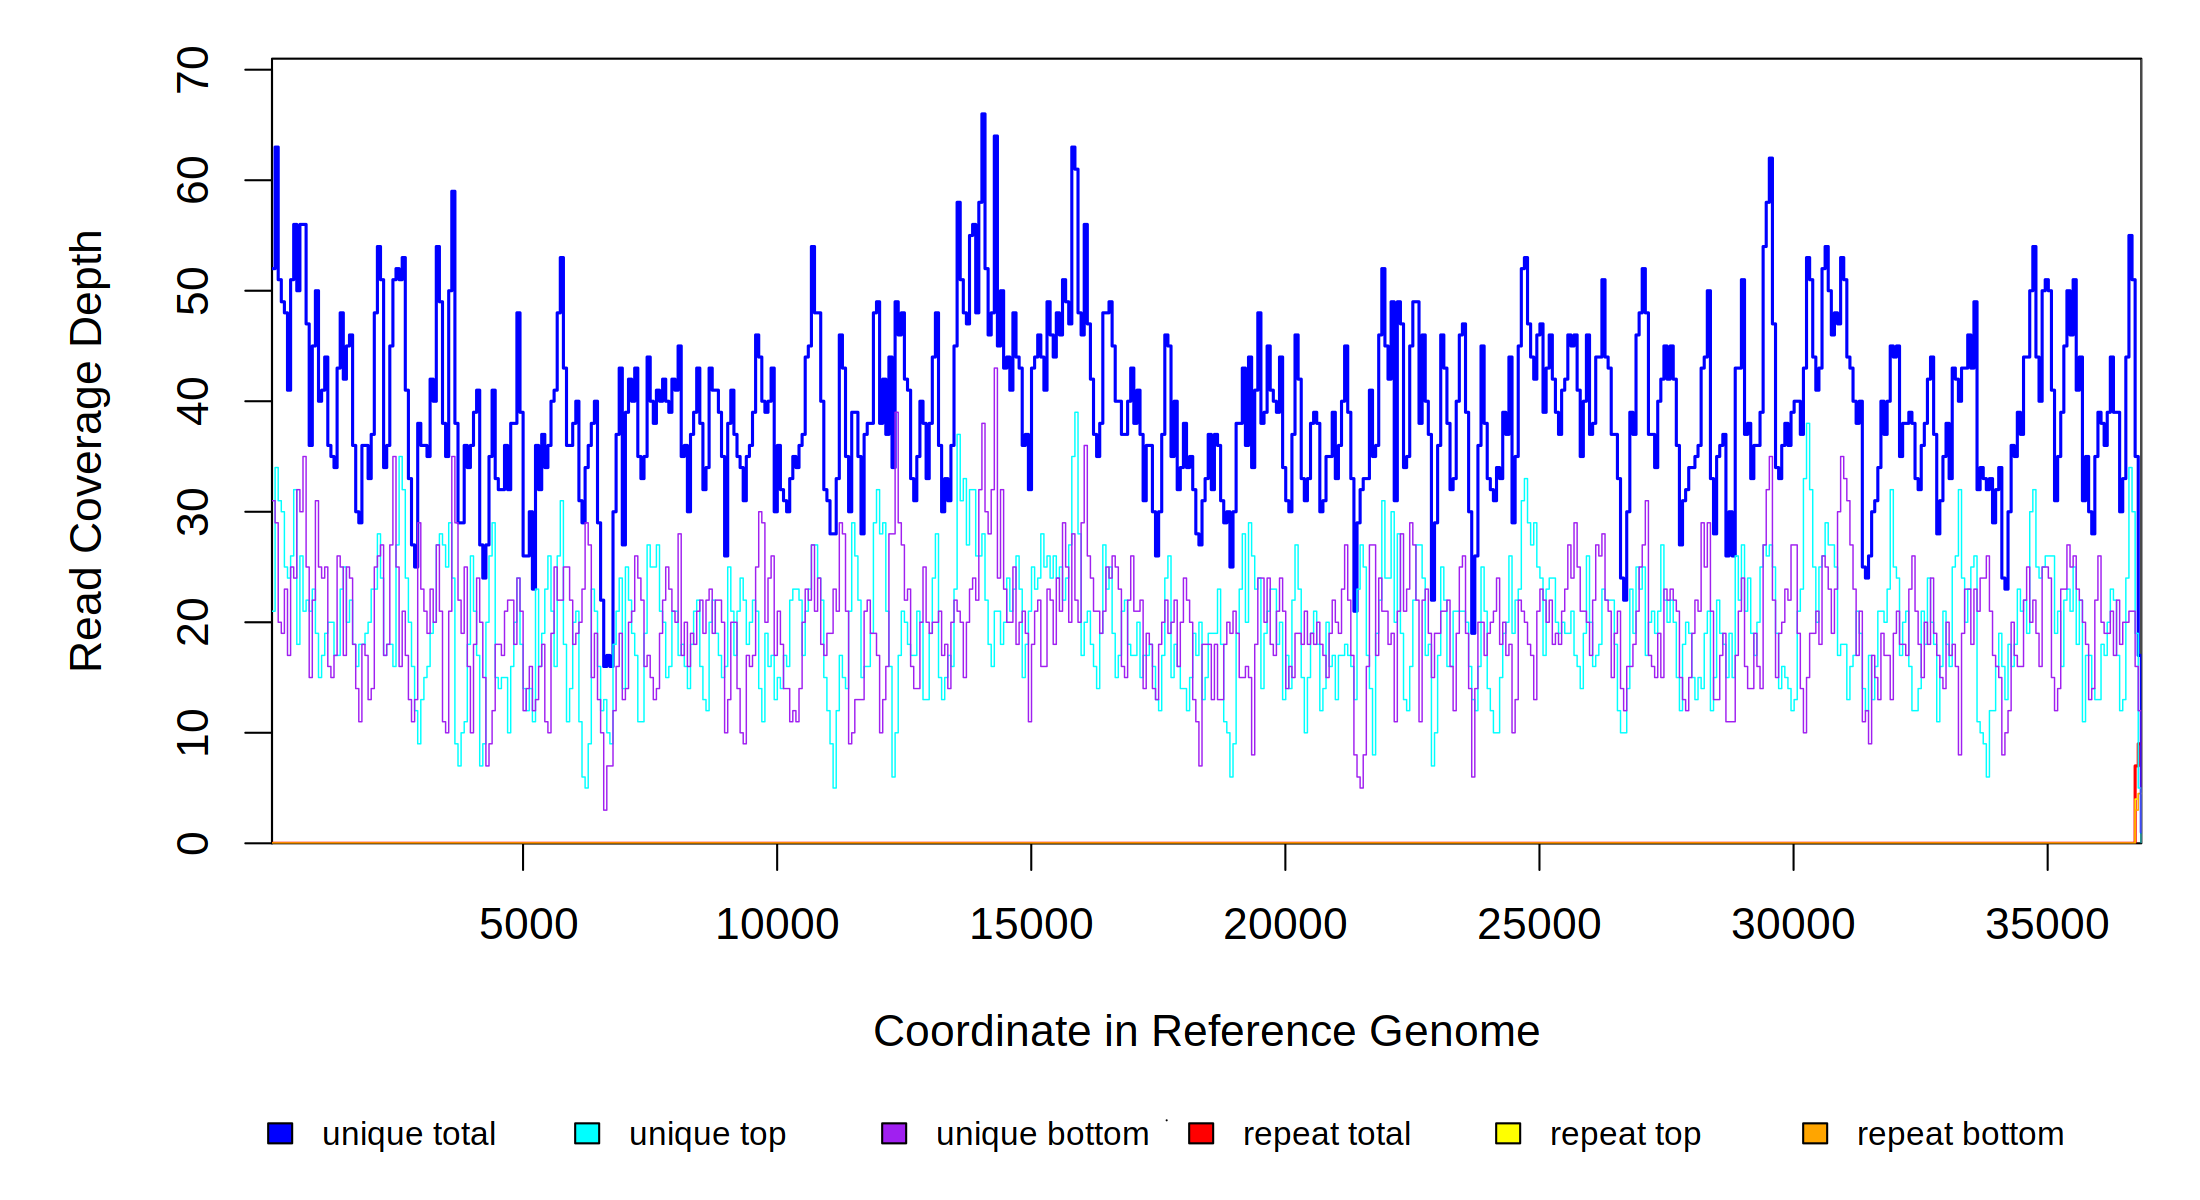 70
60
50
40
30
20
10
0
Read Coverage Depth
5000 10000 15000 20000 25000 30000 35000
Coordinate in Reference Genome
unique total unique top unique bottom repeat total repeat top repeat bottom